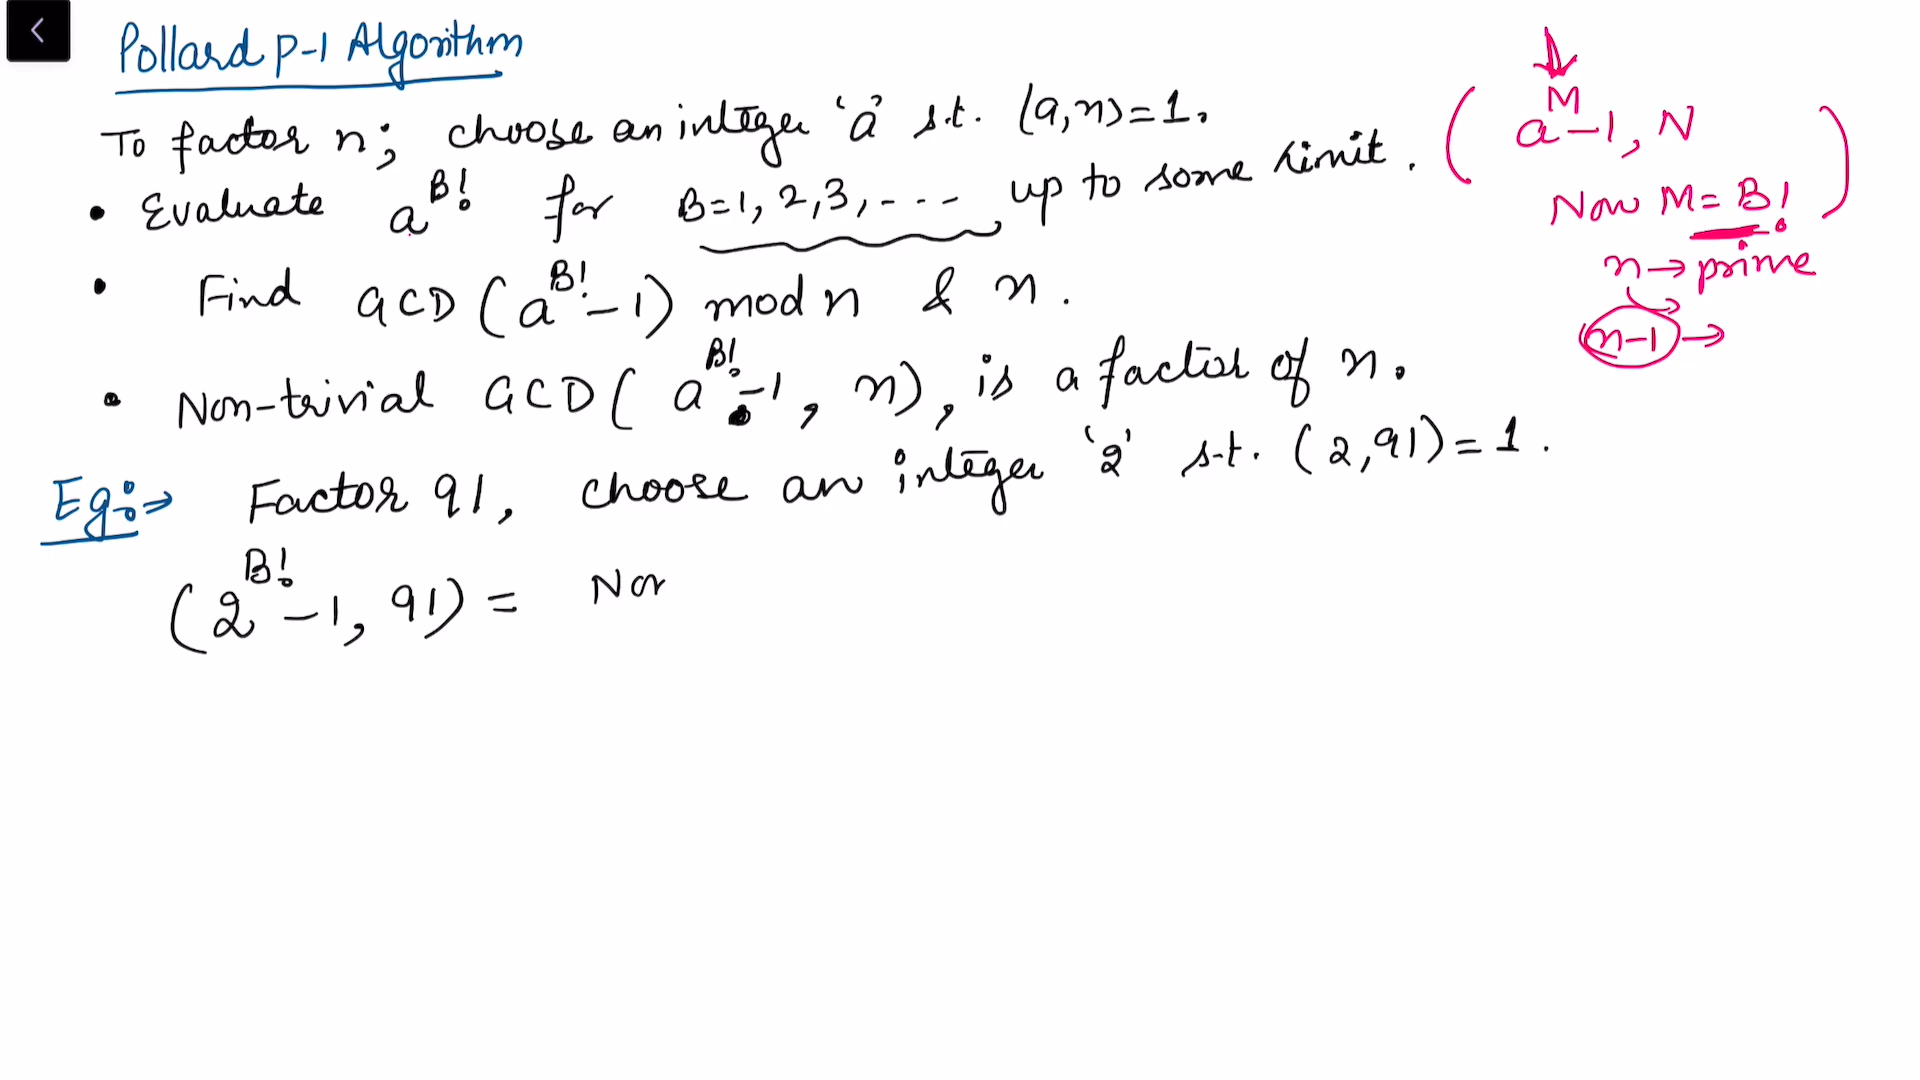 Pollard p-1 Algorithm
To factor n; choose an integer 'a' s.t. (a,n)=1.
• Evaluate a^B! for B=1, 2, 3, - - - up to some limit.
• Find GCD (a^B! - 1) mod n & n.
• Non-trivial GCD( a^B! - 1, n), is a factor of n.
Eg:⇒ Factor 91, choose an integer '2' s.t. (2,91)=1.
(2^B! - 1, 91) = Non
(a^M - 1, N
Now M = B! )
n → prime
n-1 →